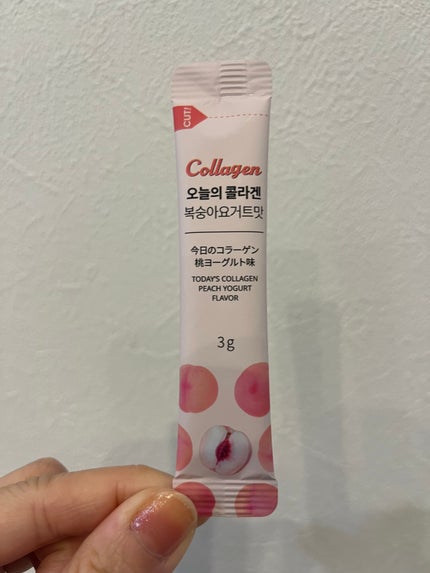 CUT!
Collagen
오늘의 콜라겐
복숭아요거트맛
今日のコラーゲン
桃ヨーグルト味
TODAY'S COLLAGEN
PEACH YOGURT
FLAVOR
3g